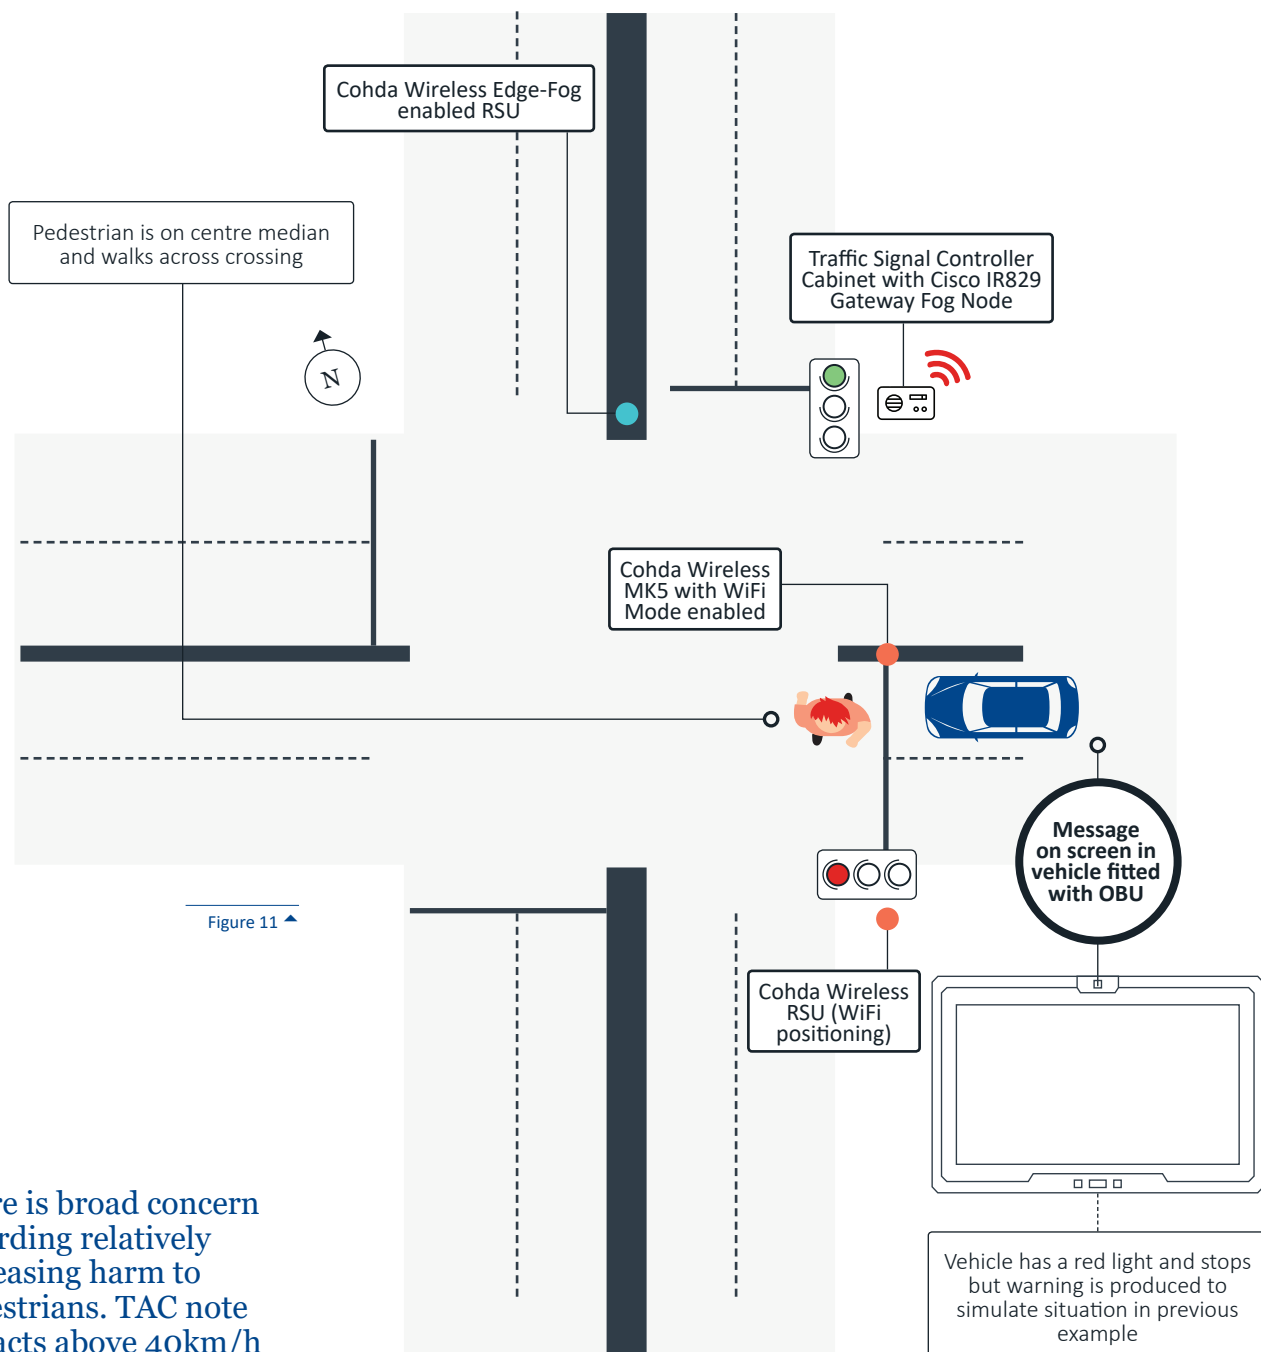 Cohda Wireless Edge-Fog
enabled RSU
Pedestrian is on centre median
and walks across crossing
N
Traffic Signal Controller
Cabinet with Cisco IR829
Gateway Fog Node
Cohda Wireless
MK5 with WiFi
Mode enabled
Message
on screen in
vehicle fitted
with OBU
Figure 11
Cohda Wireless
RSU (WiFi
positioning)
re is broad concern
rding relatively
easing harm to
estrians. TAC note
acts above 40km/h
Vehicle has a red light and stops
but warning is produced to
simulate situation in previous
example